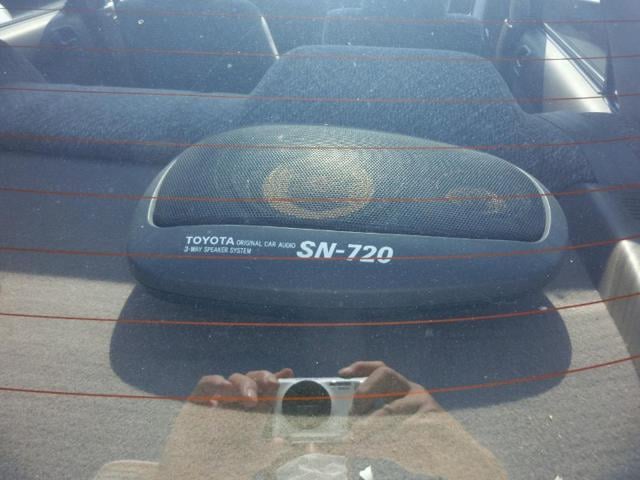 TOYOTA ORIGINAL CAR AUDIO SN-720
3-WAY SPEAKER SYSTEM